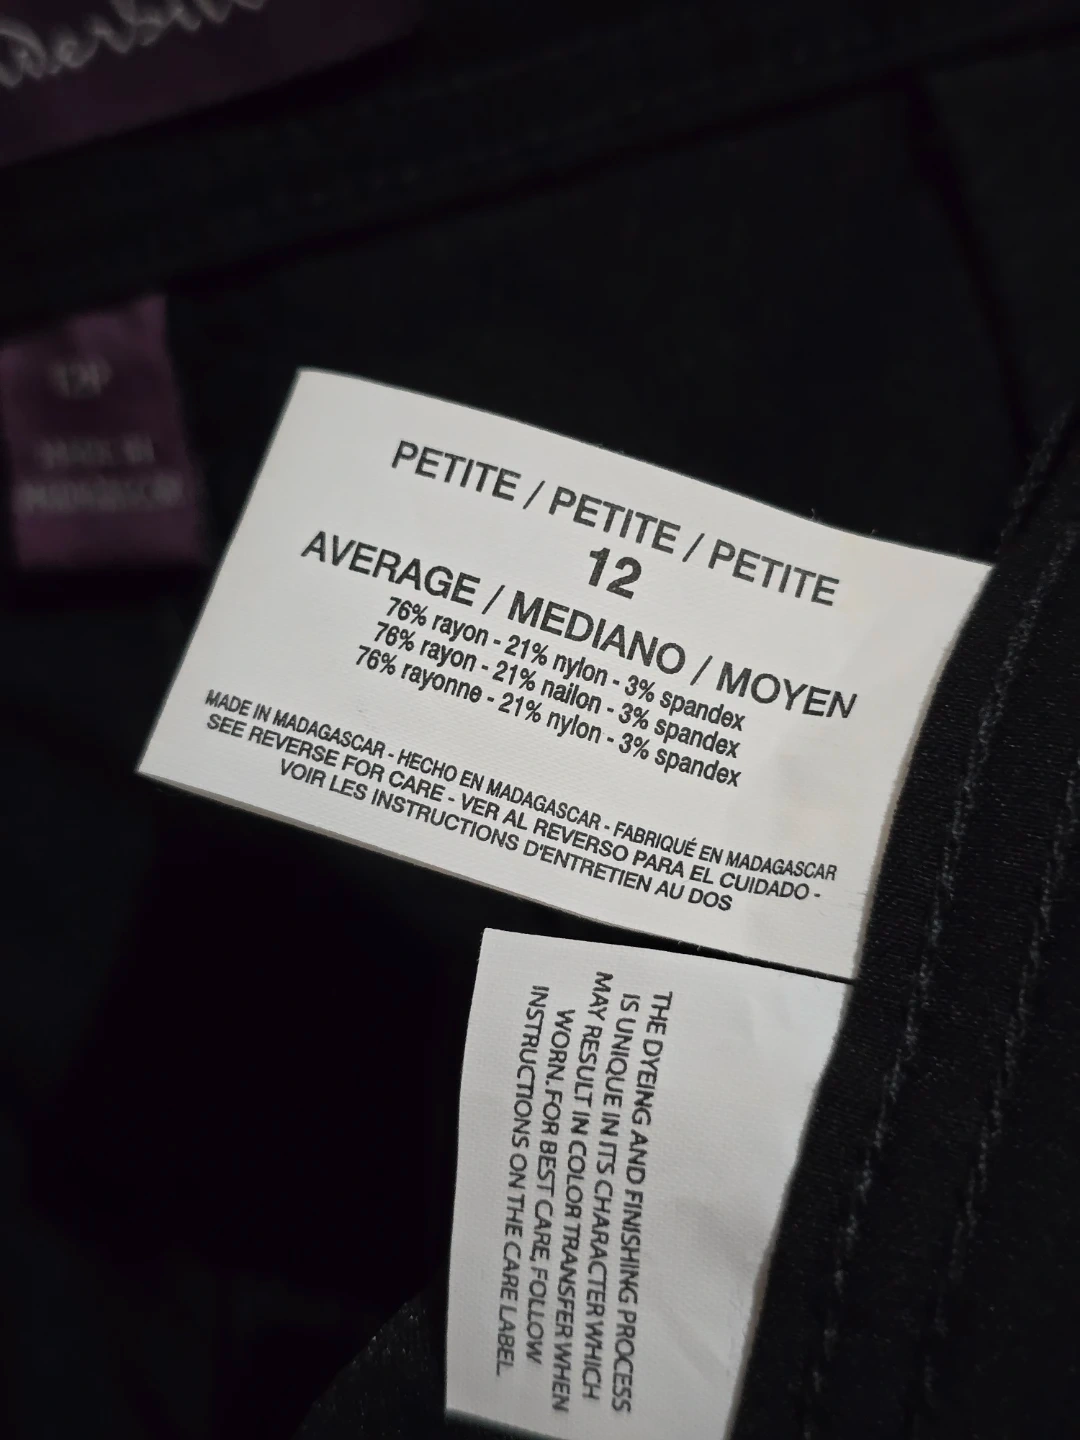 12P
MADE IN
MADAGASCAR
PETITE / PETITE / PETITE
12
AVERAGE / MEDIANO / MOYEN
76% rayon - 21% nylon - 3% spandex
76% rayon - 21% nailon - 3% spandex
76% rayonne - 21% nylon - 3% spandex
MADE IN MADAGASCAR - HECHO EN MADAGASCAR - FABRIQUÉ EN MADAGASCAR
SEE REVERSE FOR CARE - VER AL REVERSO PARA EL CUIDADO -
VOIR LES INSTRUCTIONS D'ENTRETIEN AU DOS
THE DYEING AND FINISHING PROCESS
IS UNIQUE IN ITS CHARACTER WHICH
MAY RESULT IN COLOR TRANSFER WHEN
WORN. FOR BEST CARE, FOLLOW
INSTRUCTIONS ON THE CARE LABEL.